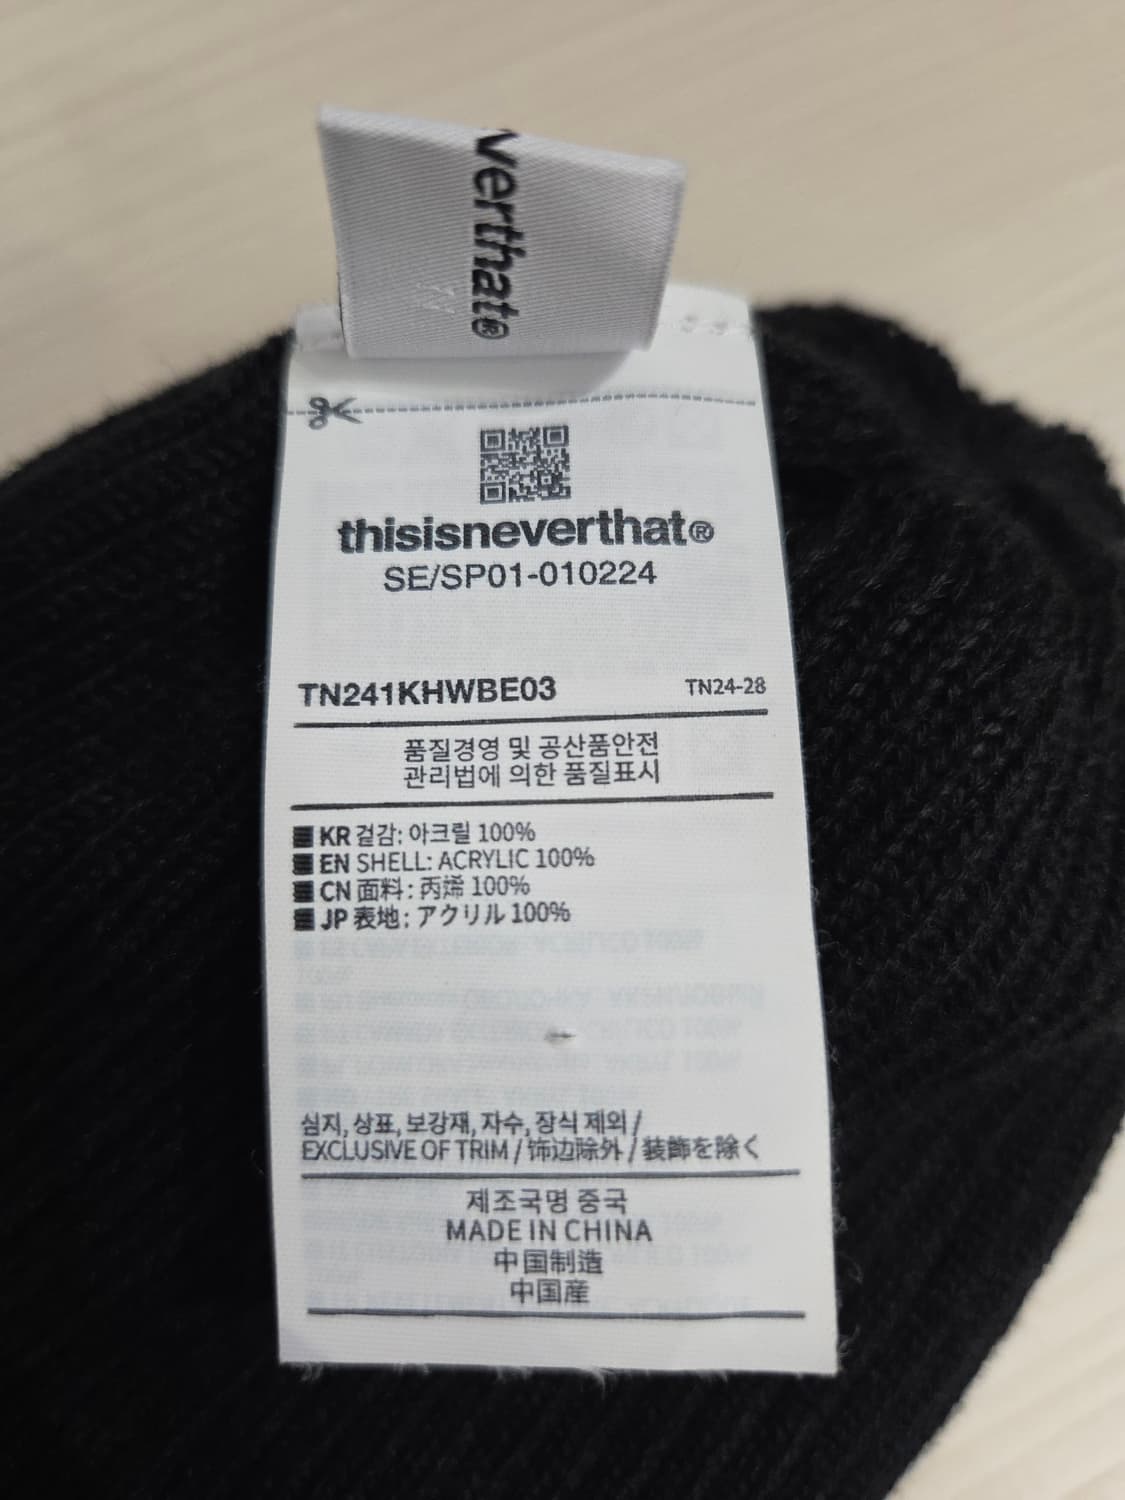 verthat®
thisisneverthat®
SE/SP01-010224
TN241KHWBE03 TN24-28
품질경영 및 공산품안전
관리법에 의한 품질표시
KR 겉감: 아크릴 100%
EN SHELL: ACRYLIC 100%
CN 面料: 丙烯 100%
JP 表地: アクリル 100%
심지, 상표, 보강재, 자수, 장식 제외 /
EXCLUSIVE OF TRIM / 饰边除外 / 装飾を除く
제조국명 중국
MADE IN CHINA
中国制造
中国産